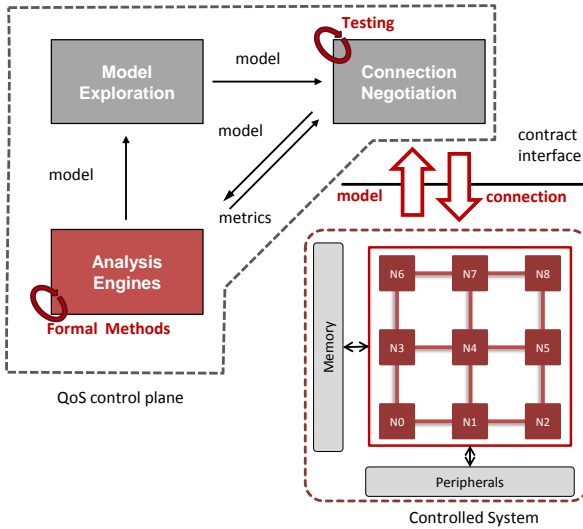 Testing
Model
Exploration
model
Connection
Negotiation
model
model
metrics
contract
interface
model
connection
Analysis
Engines
Formal Methods
QoS control plane
Memory
N6
N7
N8
N3
N4
N5
N0
N1
N2
Peripherals
Controlled System